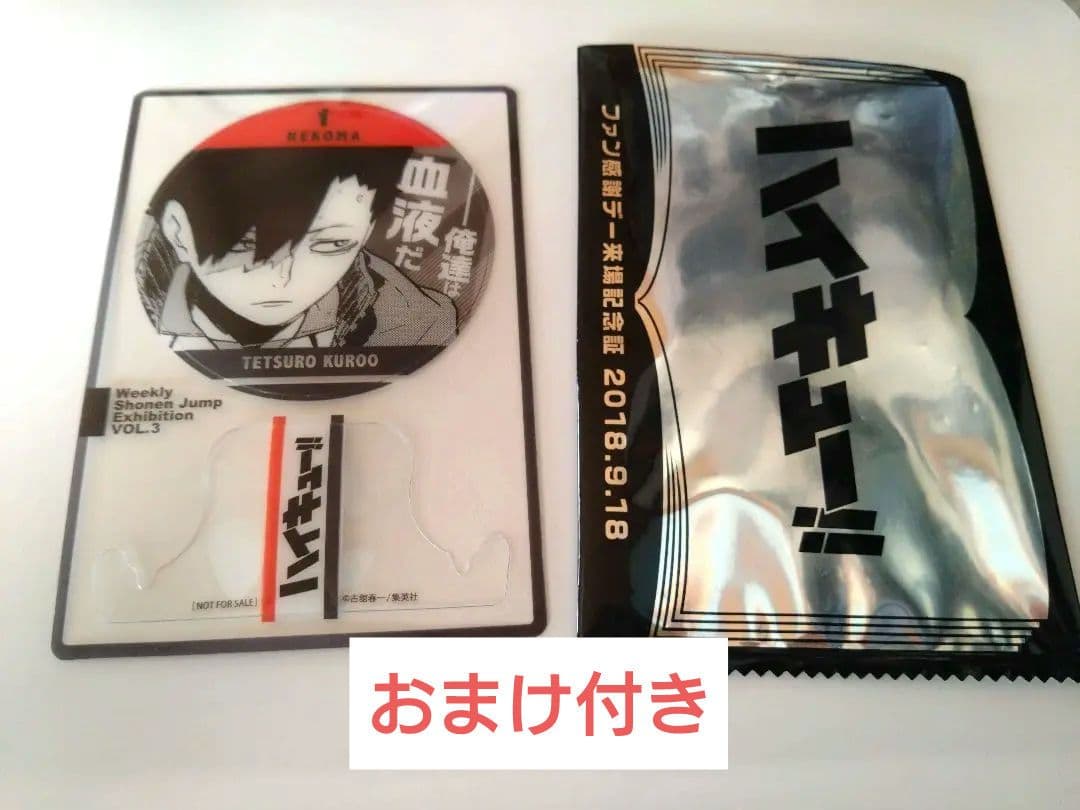 1
NEKOMA
俺達は
血液だ
TETSURO KUROO
Weekly
Shonen Jump
Exhibition
VOL.3
ハイキュー!!
[NOT FOR SALE]
©古舘春一/集英社
ファン感謝デー来場記念証 2018.9.18
ハイキュー!!
おまけ付き